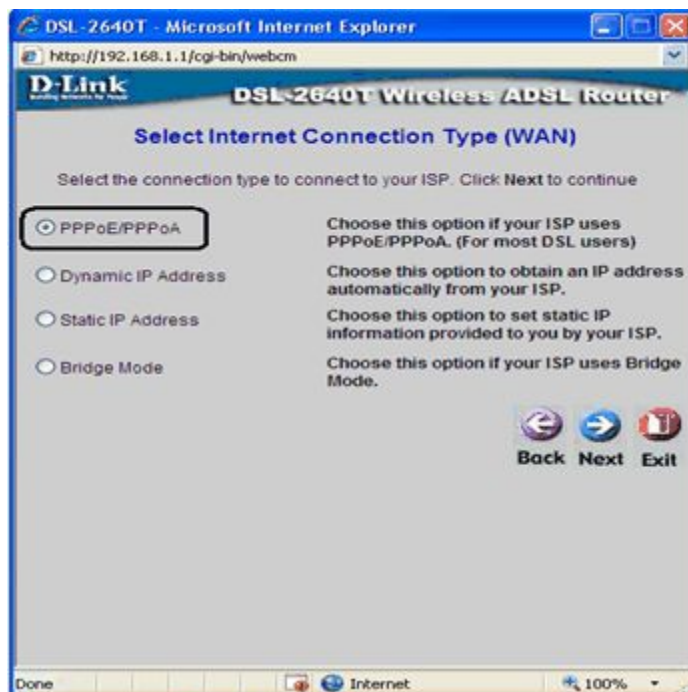 DSL-2640T - Microsoft Internet Explorer
http://192.168.1.1/cgi-bin/webcm
D-Link
Building Networks for People
DSL-2640T Wireless ADSL Router
Select Internet Connection Type (WAN)
Select the connection type to connect to your ISP. Click Next to continue
PPPoE/PPPoA
Choose this option if your ISP uses
PPPoE/PPPoA. (For most DSL users)
Dynamic IP Address
Choose this option to obtain an IP address
automatically from your ISP.
Static IP Address
Choose this option to set static IP
information provided to you by your ISP.
Bridge Mode
Choose this option if your ISP uses Bridge
Mode.
Back Next Exit
Done
Internet
100%